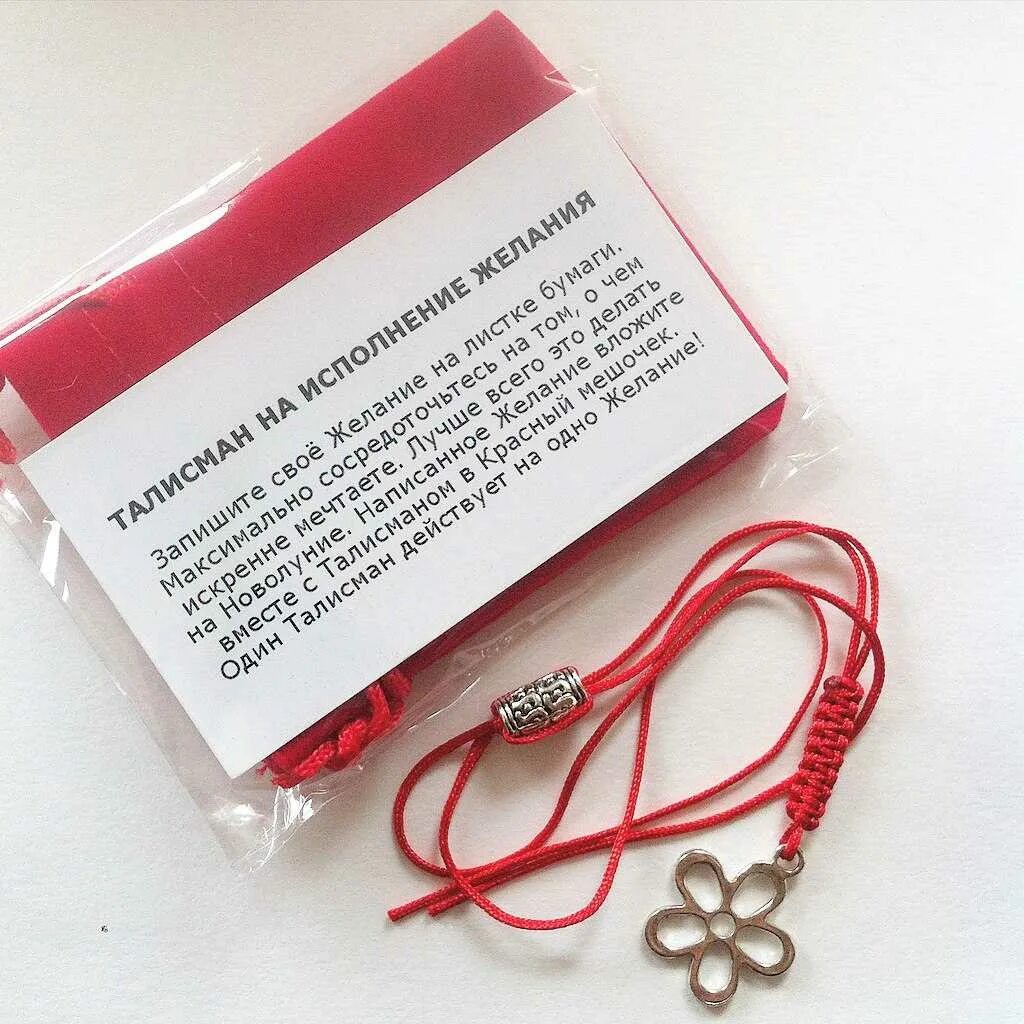 ТАЛИСМАН НА ИСПОЛНЕНИЕ ЖЕЛАНИЯ
Запишите своё Желание на листке бумаги.
Максимально сосредоточьтесь на том, о чем
искренне мечтаете. Лучше всего это делать
на Новолуние. Написанное Желание вложите
вместе с Талисманом в Красный мешочек.
Один Талисман действует на одно Желание!